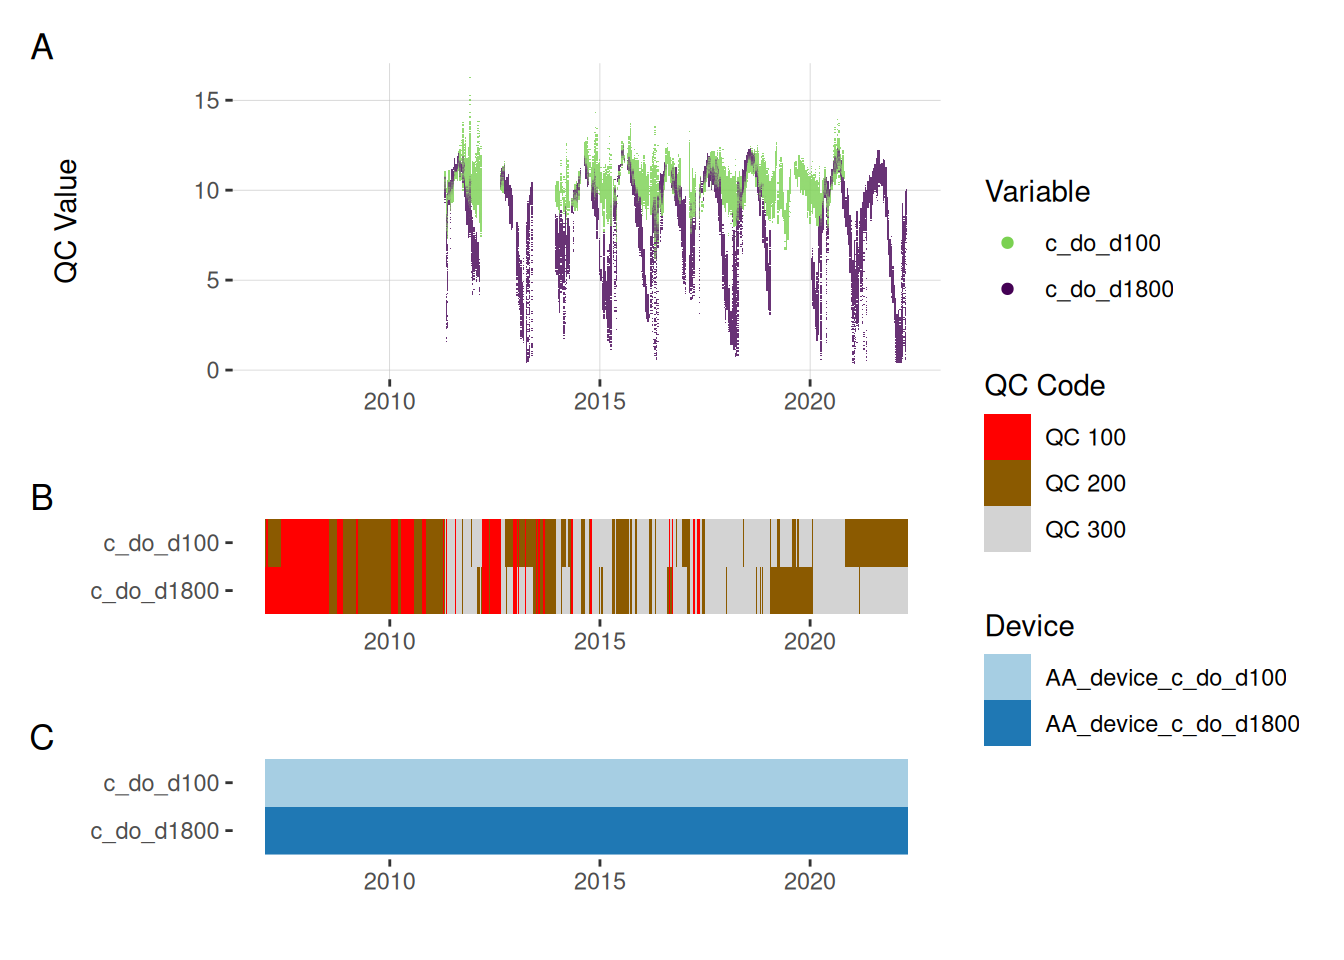 A
QC Value
15
10
5
0
2010 2015 2020
Variable
c_do_d100
c_do_d1800
QC Code
QC 100
QC 200
QC 300
B
c_do_d100
c_do_d1800
2010 2015 2020
Device
AA_device_c_do_d100
AA_device_c_do_d1800
C
c_do_d100
c_do_d1800
2010 2015 2020